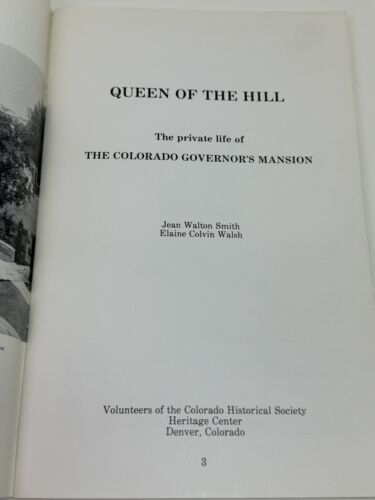 QUEEN OF THE HILL
The private life of
THE COLORADO GOVERNOR'S MANSION
Jean Walton Smith
Elaine Colvin Walsh
Volunteers of the Colorado Historical Society
Heritage Center
Denver, Colorado
3